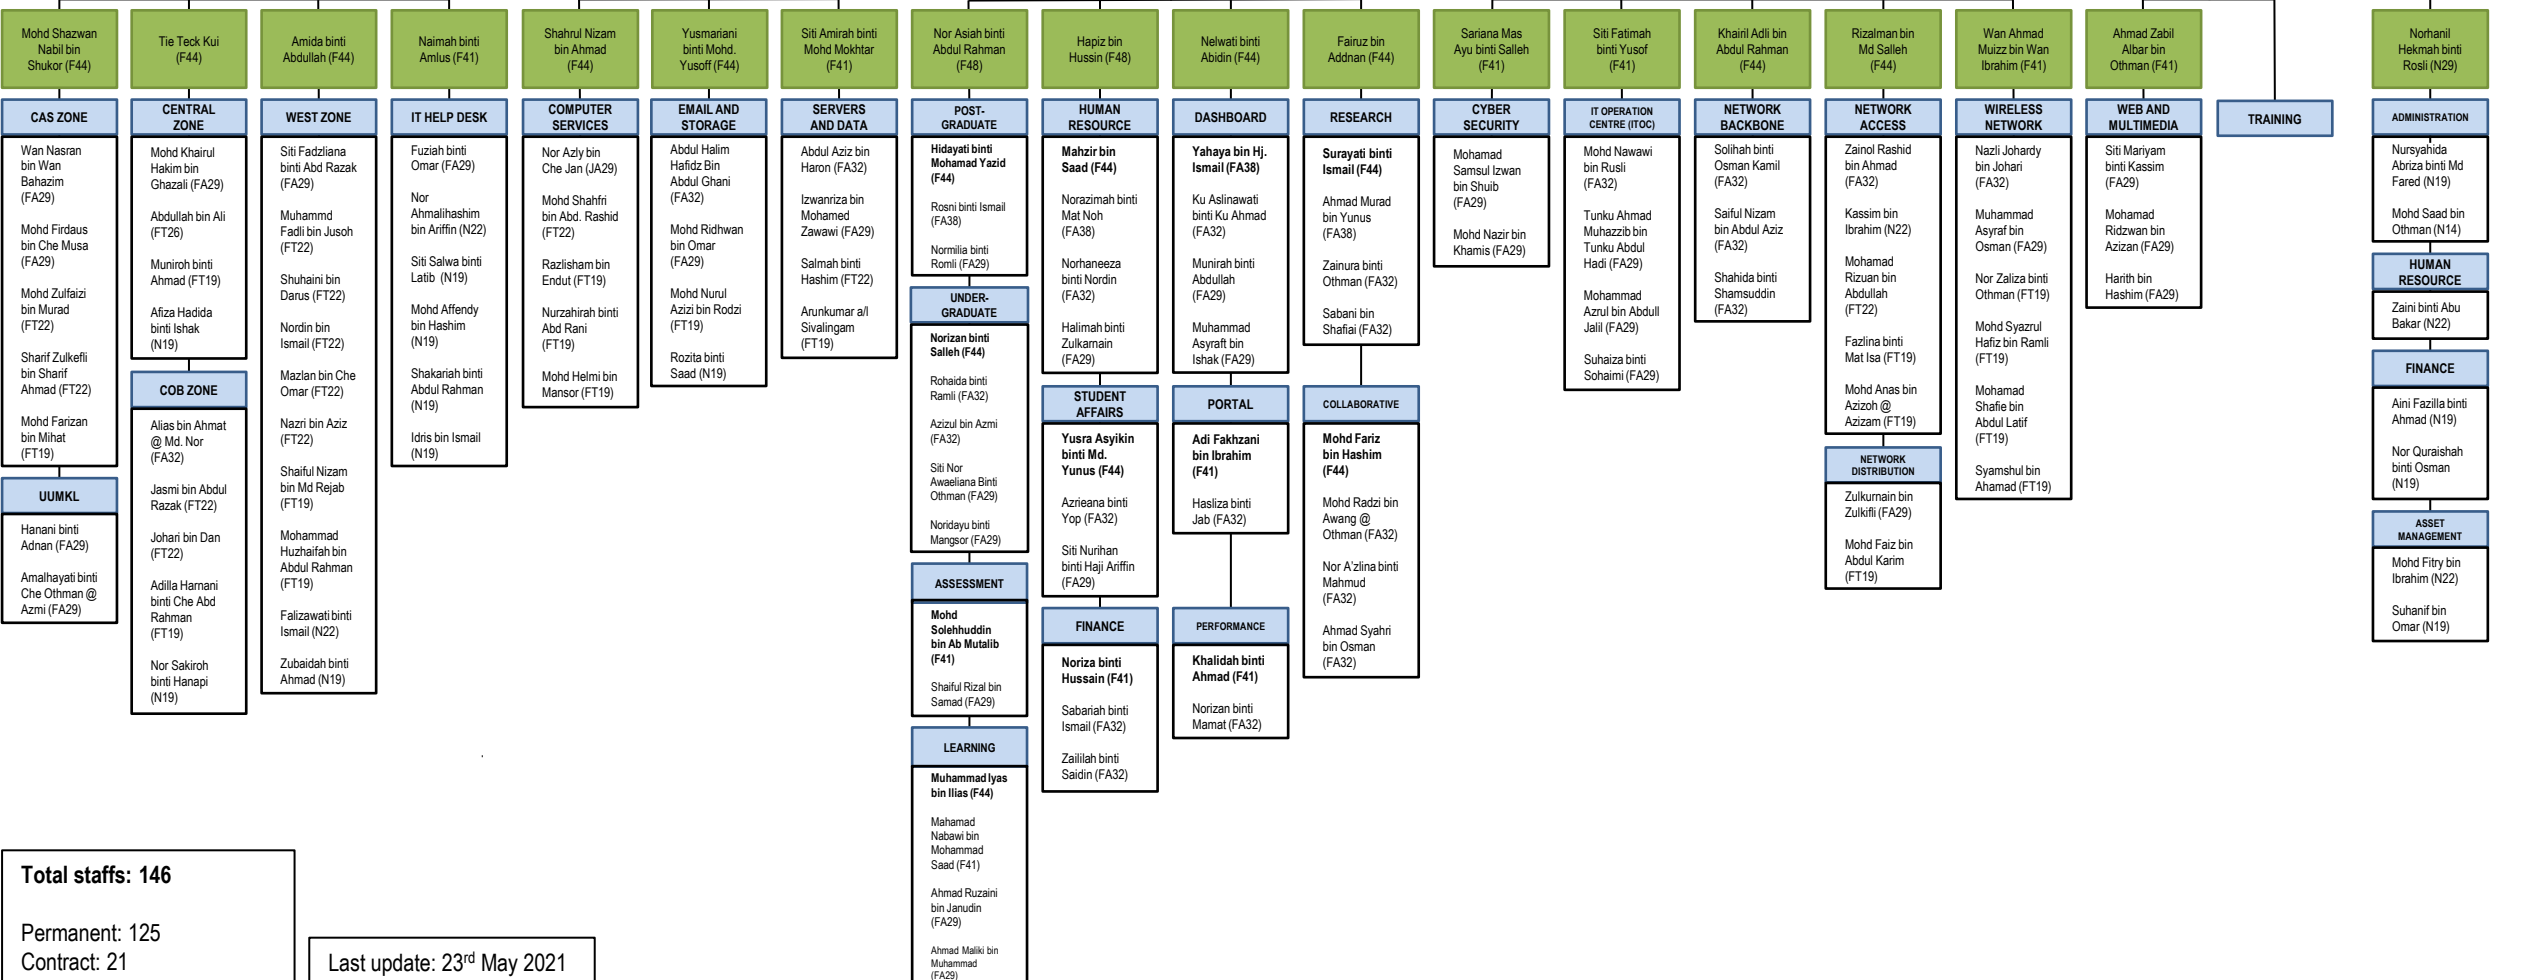 Mohd Shazwan
Nabil bin
Shukor (F44)
CAS ZONE
Wan Nasran
bin Wan
Bahazim
(FA29)
Mohd Firdaus
bin Che Musa
(FA29)
Mohd Zulfaizi
bin Murad
(FT22)
Sharif Zulkefli
bin Sharif
Ahmad (FT22)
Mohd Farizan
bin Mihat
(FT19)
UUMKL
Hanani binti
Adnan (FA29)
Amalhayati binti
Che Othman @
Azmi (FA29)
Tie Teck Kui
(F44)
CENTRAL
ZONE
Mohd Khairul
Hakim bin
Ghazali (FA29)
Abdullah bin Ali
(FT26)
Muniroh binti
Ahmad (FT19)
Afiza Hadida
binti Ishak
(N19)
COB ZONE
Alias bin Ahmat
@ Md. Nor
(FA32)
Jasmi bin Abdul
Razak (FT22)
Johari bin Dan
(FT22)
Adilla Harnani
binti Che Abd
Rahman
(FT19)
Nor Sakiroh
binti Hanapi
(N19)
Amida binti
Abdullah (F44)
WEST ZONE
Siti Fadzliana
binti Abd Razak
(FA29)
Muhammd
Fadli bin Jusoh
(FT22)
Shuhaini bin
Darus (FT22)
Nordin bin
Ismail (FT22)
Mazlan bin Che
Omar (FT22)
Nazri bin Aziz
(FT22)
Shaiful Nizam
bin Md Rejab
(FT19)
Mohammad
Huzhaifah bin
Abdul Rahman
(FT19)
Falizawati binti
Ismail (N22)
Zubaidah binti
Ahmad (N19)
Naimah binti
Amlus (F41)
IT HELP DESK
Fuziah binti
Omar (FA29)
Nor
Ahmalihashim
bin Ariffin (N22)
Siti Salwa binti
Latib (N19)
Mohd Affendy
bin Hashim
(N19)
Shakariah binti
Abdul Rahman
(N19)
Idris bin Ismail
(N19)
Shahrul Nizam
bin Ahmad
(F44)
COMPUTER
SERVICES
Nor Azly bin
Che Jan (JA29)
Mohd Shahfri
bin Abd. Rashid
(FT22)
Razlisham bin
Endut (FT19)
Nurzahirah binti
Abd Rani
(FT19)
Mohd Helmi bin
Mansor (FT19)
Yusmariani
binti Mohd.
Yusoff (F44)
EMAIL AND
STORAGE
Abdul Halim
Hafidz Bin
Abdul Ghani
(FA32)
Mohd Ridhwan
bin Omar
(FA29)
Mohd Nurul
Azizi bin Rodzi
(FT19)
Rozita binti
Saad (N19)
Siti Amirah binti
Mohd Mokhtar
(F41)
SERVERS
AND DATA
Abdul Aziz bin
Haron (FA32)
Izwanriza bin
Mohamed
Zawawi (FA29)
Salmah binti
Hashim (FT22)
Arunkumar a/l
Sivalingam
(FT19)
Nor Asiah binti
Abdul Rahman
(F48)
POST-
GRADUATE
Hidayati binti
Mohamad Yazid
(F44)
Rosni binti Ismail
(FA38)
Normilia binti
Romli (FA29)
UNDER-
GRADUATE
Norizan binti
Salleh (F44)
Rohaida binti
Ramli (FA32)
Azizul bin Azmi
(FA32)
Siti Nor
Awaeliana Binti
Othman (FA29)
Noridayu binti
Mangsor (FA29)
ASSESSMENT
Mohd
Solehhuddin
bin Ab Mutalib
(F41)
Shaiful Rizal bin
Samad (FA29)
LEARNING
Muhammad Iyas
bin Ilias (F44)
Mahamad
Nabawi bin
Mohammad
Saad (F41)
Ahmad Ruzaini
bin Janudin
(FA29)
Ahmad Maliki bin
Muhammad
(FA29)
Hapiz bin
Hussin (F48)
HUMAN
RESOURCE
Mahzir bin
Saad (F44)
Norazimah binti
Mat Noh
(FA38)
Norhaneeza
binti Nordin
(FA32)
Halimah binti
Zulkarnain
(FA29)
STUDENT
AFFAIRS
Yusra Asyikin
binti Md.
Yunus (F44)
Azrieana binti
Yop (FA32)
Siti Nurihan
binti Haji Ariffin
(FA29)
FINANCE
Noriza binti
Hussain (F41)
Sabariah binti
Ismail (FA32)
Zaililah binti
Saidin (FA32)
Nelwati binti
Abidin (F44)
DASHBOARD
Yahaya bin Hj.
Ismail (FA38)
Ku Aslinawati
binti Ku Ahmad
(FA32)
Munirah binti
Abdullah
(FA29)
Muhammad
Asyraft bin
Ishak (FA29)
PORTAL
Adi Fakhzani
bin Ibrahim
(F41)
Hasliza binti
Jab (FA32)
PERFORMANCE
Khalidah binti
Ahmad (F41)
Norizan binti
Mamat (FA32)
Fairuz bin
Addnan (F44)
RESEARCH
Surayati binti
Ismail (F44)
Ahmad Murad
bin Yunus
(FA38)
Zainura binti
Othman (FA32)
Sabani bin
Shafiai (FA32)
COLLABORATIVE
Mohd Fariz
bin Hashim
(F44)
Mohd Radzi bin
Awang @
Othman (FA32)
Nor A'zlina binti
Mahmud
(FA32)
Ahmad Syahri
bin Osman
(FA32)
Sariana Mas
Ayu binti Salleh
(F41)
CYBER
SECURITY
Mohamad
Samsul Izwan
bin Shuib
(FA29)
Mohd Nazir bin
Khamis (FA29)
Siti Fatimah
binti Yusof
(F41)
IT OPERATION
CENTRE (ITOC)
Mohd Nawawi
bin Rusli
(FA32)
Tunku Ahmad
Muhazzib bin
Tunku Abdul
Hadi (FA29)
Mohammad
Azrul bin Abdull
Jalil (FA29)
Suhaiza binti
Sohaimi (FA29)
Khairil Adli bin
Abdul Rahman
(F44)
NETWORK
BACKBONE
Solihah binti
Osman Kamil
(FA32)
Saiful Nizam
bin Abdul Aziz
(FA32)
Shahida binti
Shamsuddin
(FA32)
Rizalman bin
Md Salleh
(F44)
NETWORK
ACCESS
Zainol Rashid
bin Ahmad
(FA32)
Kassim bin
Ibrahim (N22)
Mohamad
Rizuan bin
Abdullah
(FT22)
Fazlina binti
Mat Isa (FT19)
Mohd Anas bin
Azizoh @
Azizam (FT19)
NETWORK
DISTRIBUTION
Zulkurnain bin
Zulkifli (FA29)
Mohd Faiz bin
Abdul Karim
(FT19)
Wan Ahmad
Muizz bin Wan
Ibrahim (F41)
WIRELESS
NETWORK
Nazli Johardy
bin Johari
(FA32)
Muhammad
Asyraf bin
Osman (FA29)
Nor Zaliza binti
Othman (FT19)
Mohd Syazrul
Hafiz bin Ramli
(FT19)
Mohamad
Shafie bin
Abdul Latif
(FT19)
Syamshul bin
Ahamad (FT19)
Ahmad Zabil
Albar bin
Othman (F41)
WEB AND
MULTIMEDIA
Siti Mariyam
binti Kassim
(FA29)
Mohamad
Ridzwan bin
Azizan (FA29)
Harith bin
Hashim (FA29)
TRAINING
Norhanil
Hekmah binti
Rosli (N29)
ADMINISTRATION
Nursyahida
Abriza binti Md
Fared (N19)
Mohd Saad bin
Othman (N14)
HUMAN
RESOURCE
Zaini binti Abu
Bakar (N22)
FINANCE
Aini Fazilla binti
Ahmad (N19)
Nor Quraishah
binti Osman
(N19)
ASSET
MANAGEMENT
Mohd Fitry bin
Ibrahim (N22)
Suhanif bin
Omar (N19)
Total staffs: 146
Permanent: 125
Contract: 21
Last update: 23rd May 2021